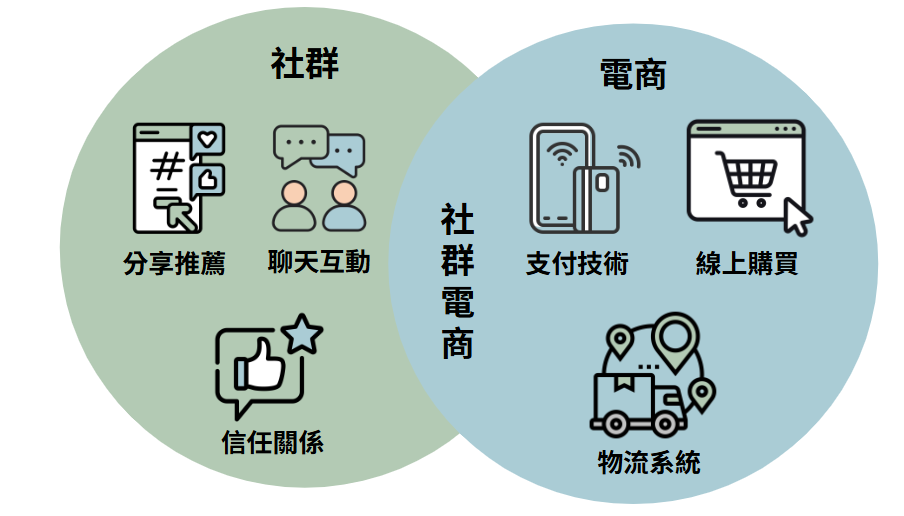 社群
分享推薦
聊天互動
信任關係
社群電商
電商
支付技術
線上購買
物流系統